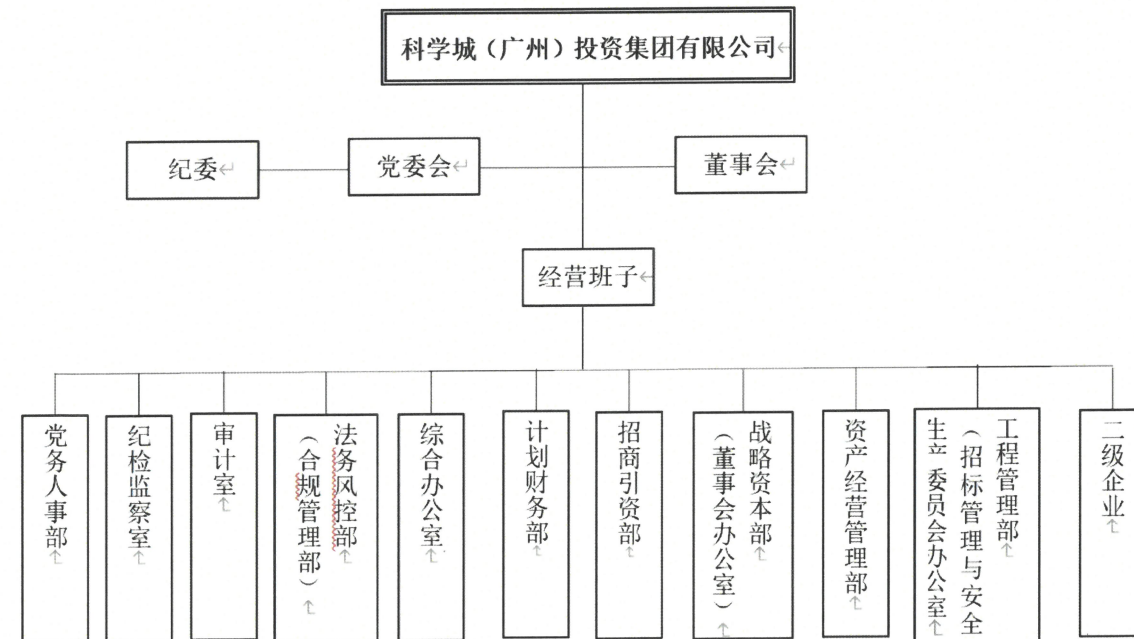 科学城（广州）投资集团有限公司
纪委
党委会
董事会
经营班子
党务人事部
纪检监察室
审计室
法务风控部
（合规管理部）
综合办公室
计划财务部
招商引资部
战略资本部
（董事会办公室）
资产经营管理部
工程管理部
（招标管理与安全
生产 委员会办公室
二级企业